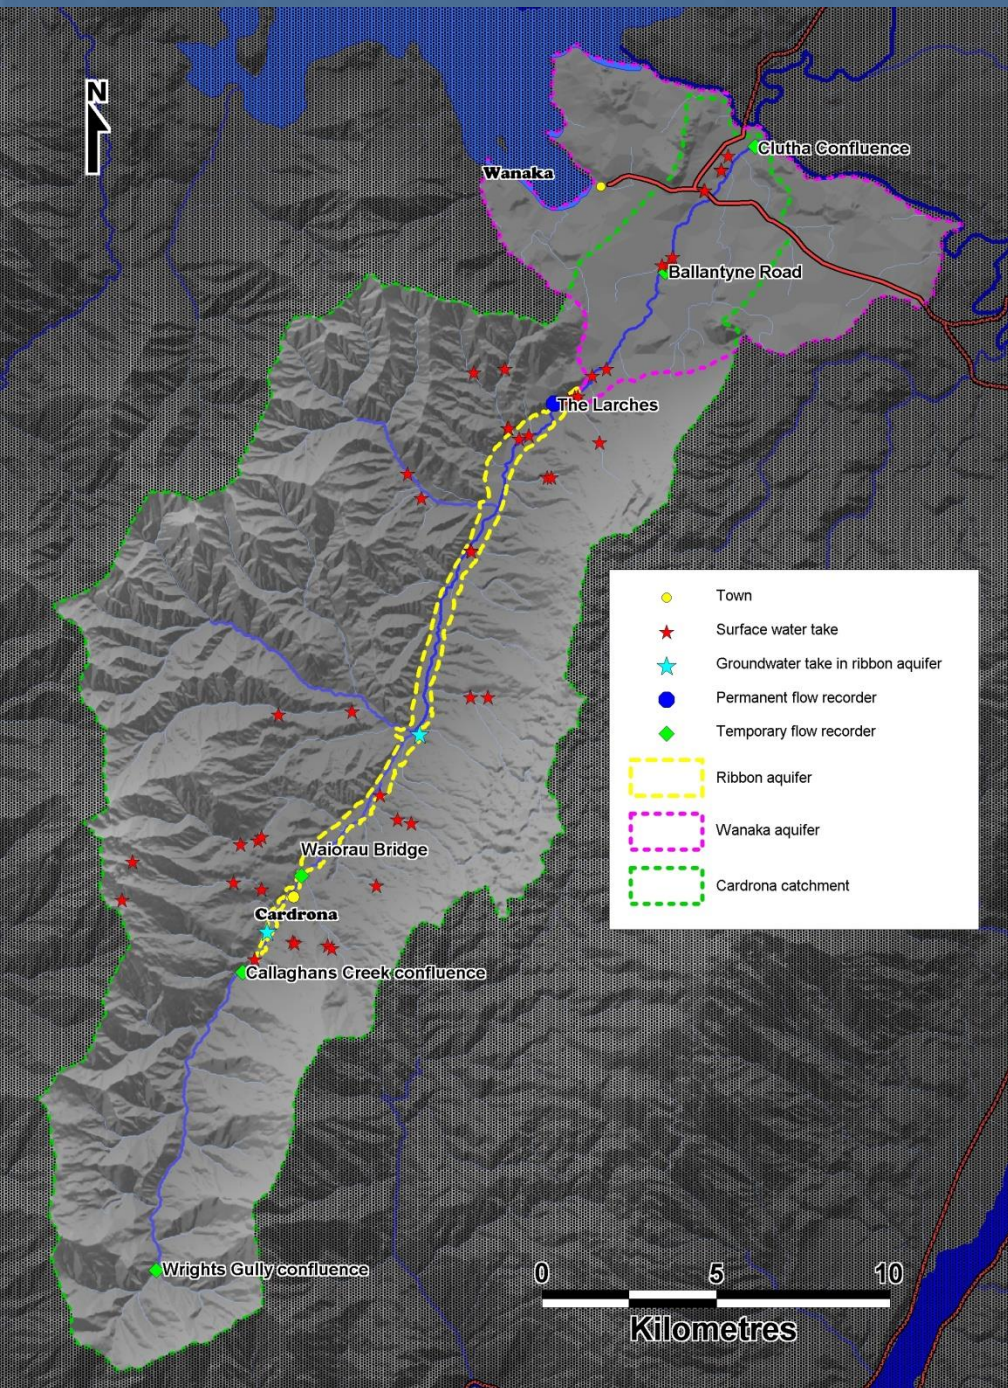 N
Clutha Confluence
Wanaka
Ballantyne Road
The Larches
Town
Surface water take
Groundwater take in ribbon aquifer
Permanent flow recorder
Temporary flow recorder
Ribbon aquifer
Wanaka aquifer
Cardrona catchment
Waiorau Bridge
Cardrona
Callaghans Creek confluence
Wrights Gully confluence
0 5 10
Kilometres